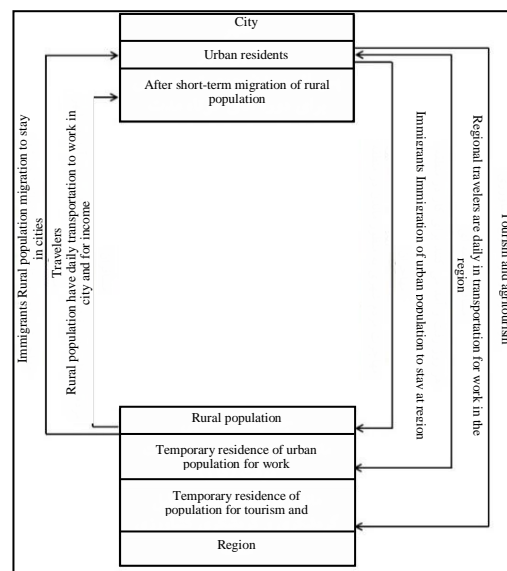 City
Urban residents
After short-term migration of rural
population
Immigrants Rural population migration to stay
in cities
Travelers
Rural population have daily transportation to work in
city and for income
Immigrants Immigration of urban population to stay at region
Regional travelers are daily in transportation for work in the
region
Tourism and agritourism
Rural population
Temporary residence of urban
population for work
Temporary residence of
population for tourism and
Region